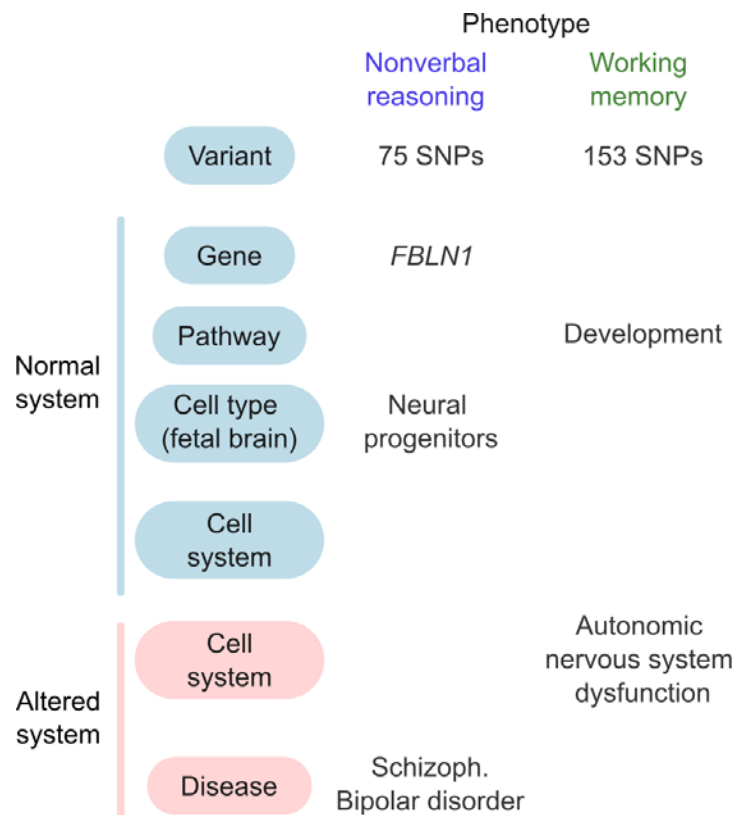 Phenotype
Nonverbal
reasoning
Working
memory
Variant
75 SNPs
153 SNPs
Normal
system
Gene
FBLN1
Pathway
Development
Cell type
(fetal brain)
Neural
progenitors
Cell
system
Altered
system
Cell
system
Autonomic
nervous system
dysfunction
Disease
Schizoph.
Bipolar disorder